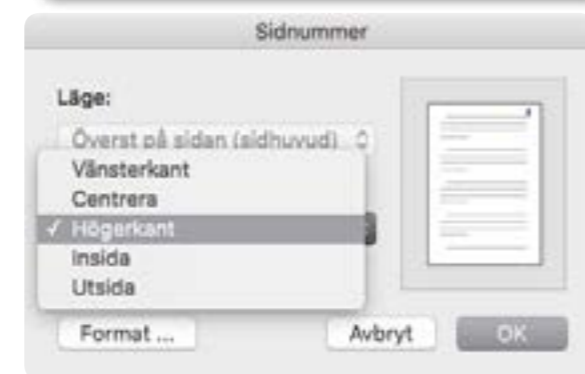 Sidnummer
Läge:
Överst på sidan (sidhuvud)
Vänsterkant
Centrera
✓ Högerkant
Insida
Utsida
Format ...
Avbryt
OK